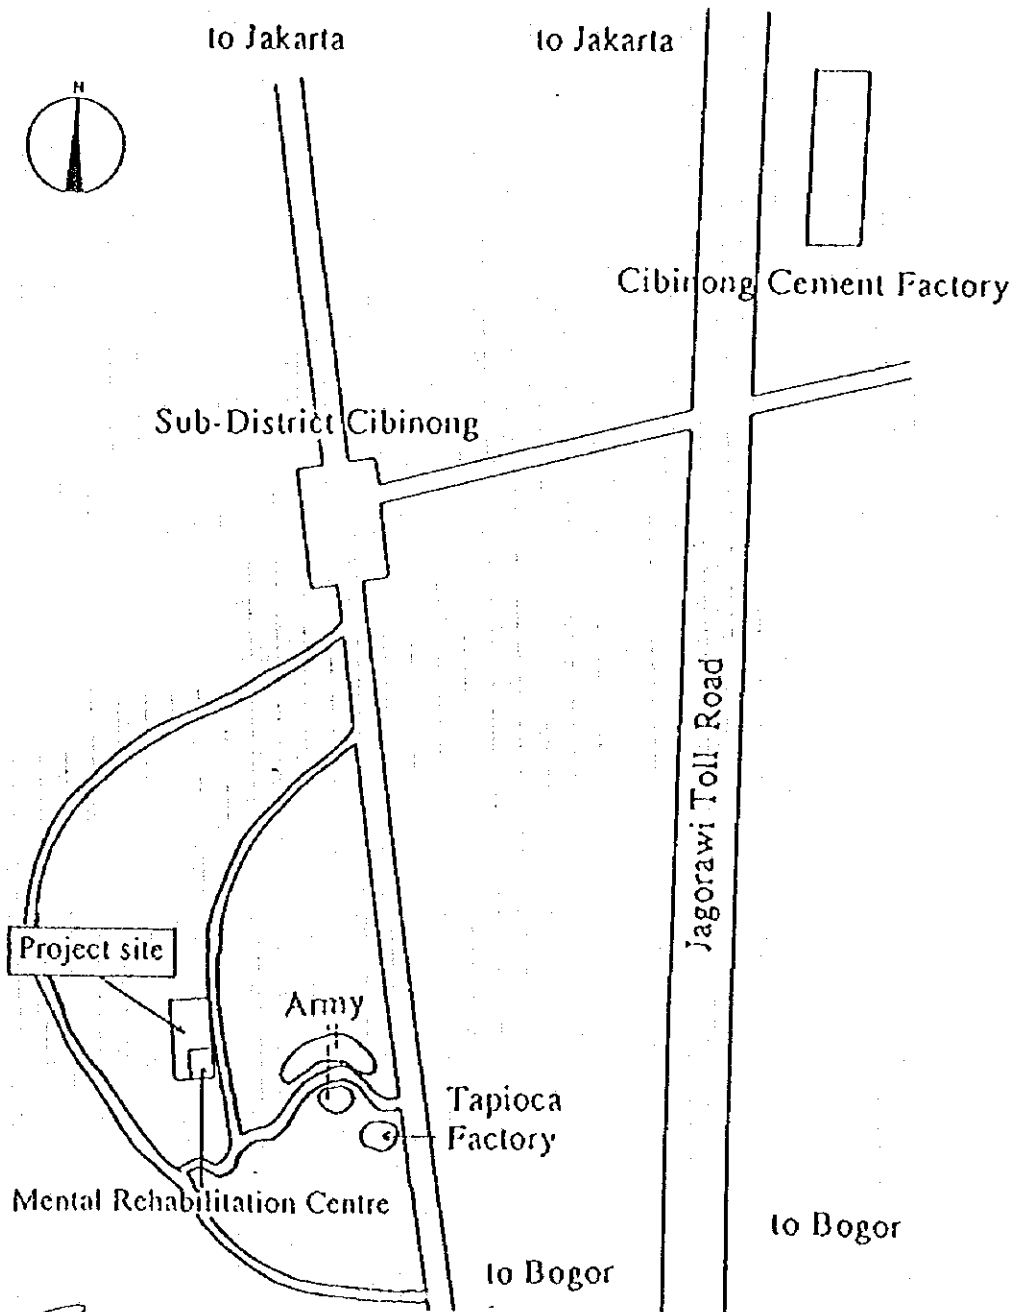 to Jakarta
to Jakarta
N
Cibinong Cement Factory
Sub-District Cibinong
Jagorawi Toll Road
Project site
Army
Tapioca
Factory
Mental Rehabilitation Centre
to Bogor
to Bogor